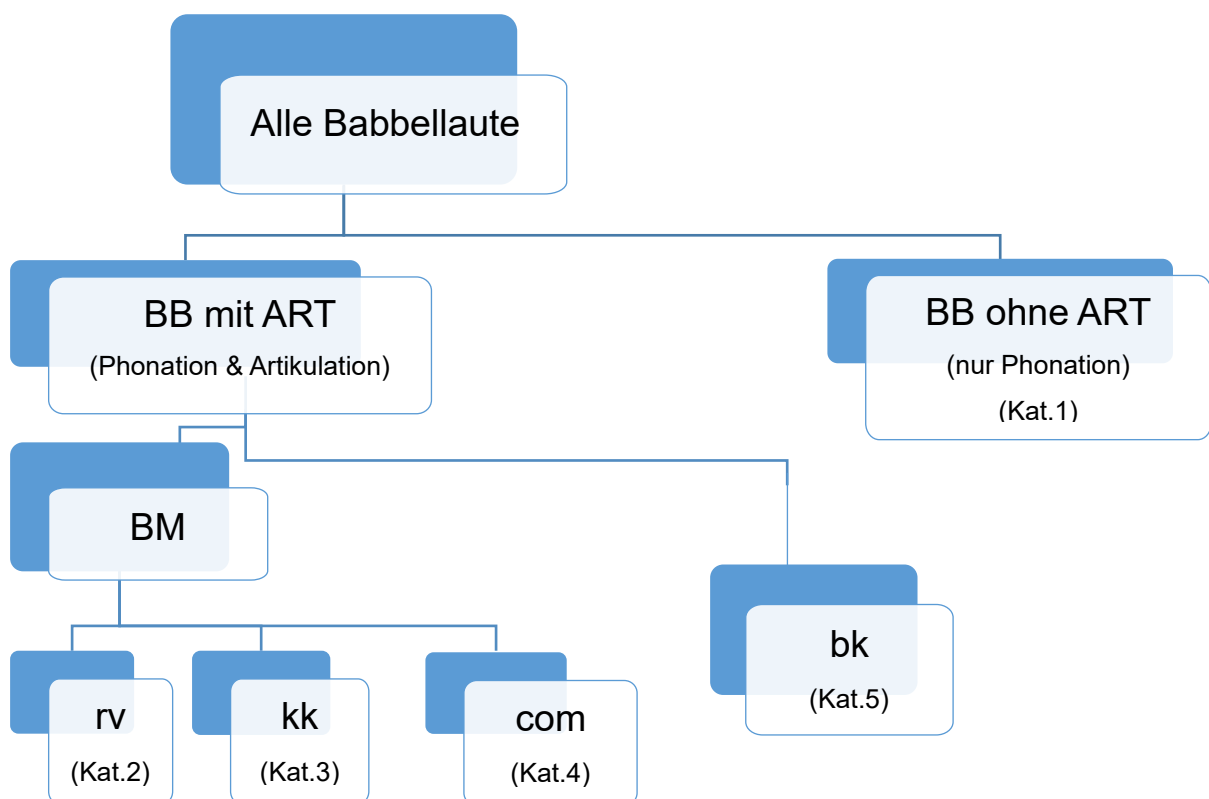 Alle Babbellaute
BB mit ART
(Phonation & Artikulation)
BB ohne ART
(nur Phonation)
(Kat.1)
BM
bk
(Kat.5)
rv
(Kat.2)
kk
(Kat.3)
com
(Kat.4)